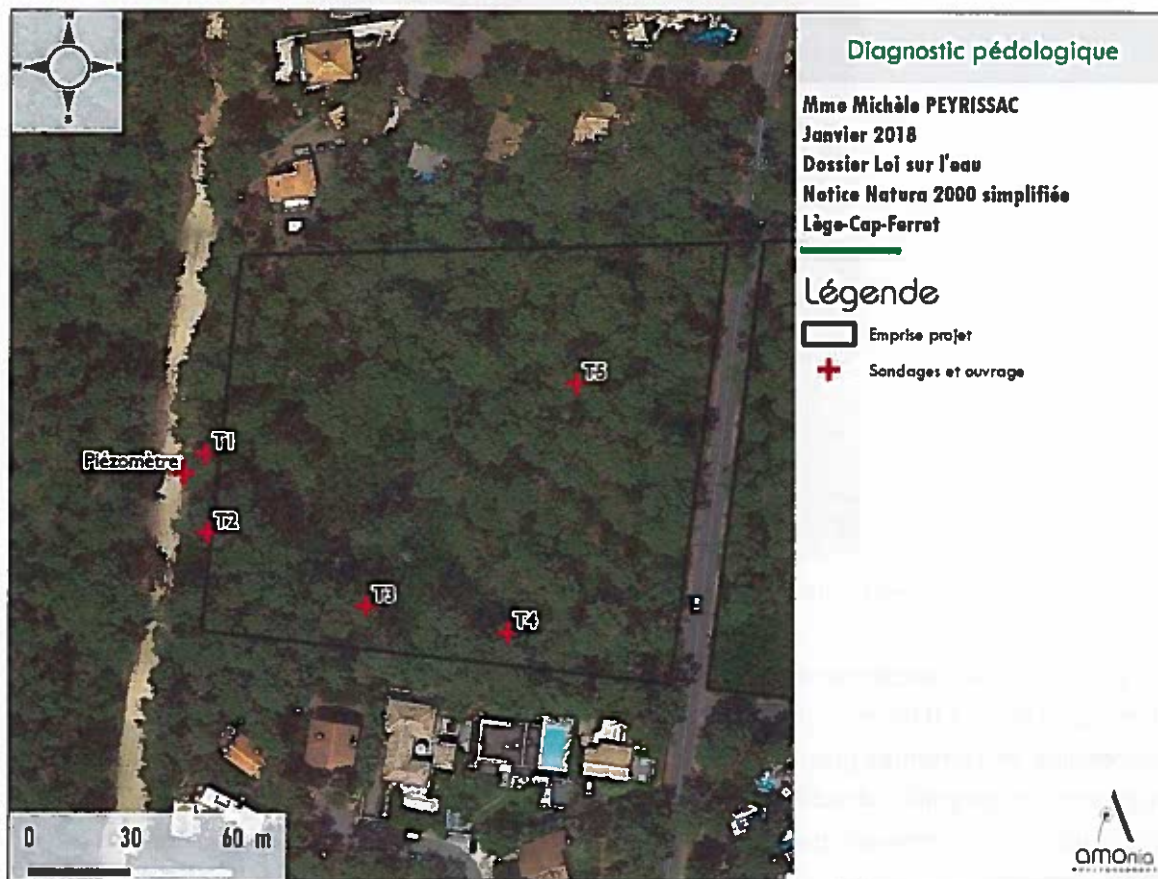 N
S
Diagnostic pédologique
Mme Michèle PEYRISSAC
Janvier 2018
Dossier Loi sur l'eau
Notice Natura 2000 simplifiée
Lège-Cap-Ferret
Légende
Emprise projet
Sondages et ouvrage
T5
T1
Piézomètre
T2
T3
T4
0 30 60 m
amonia